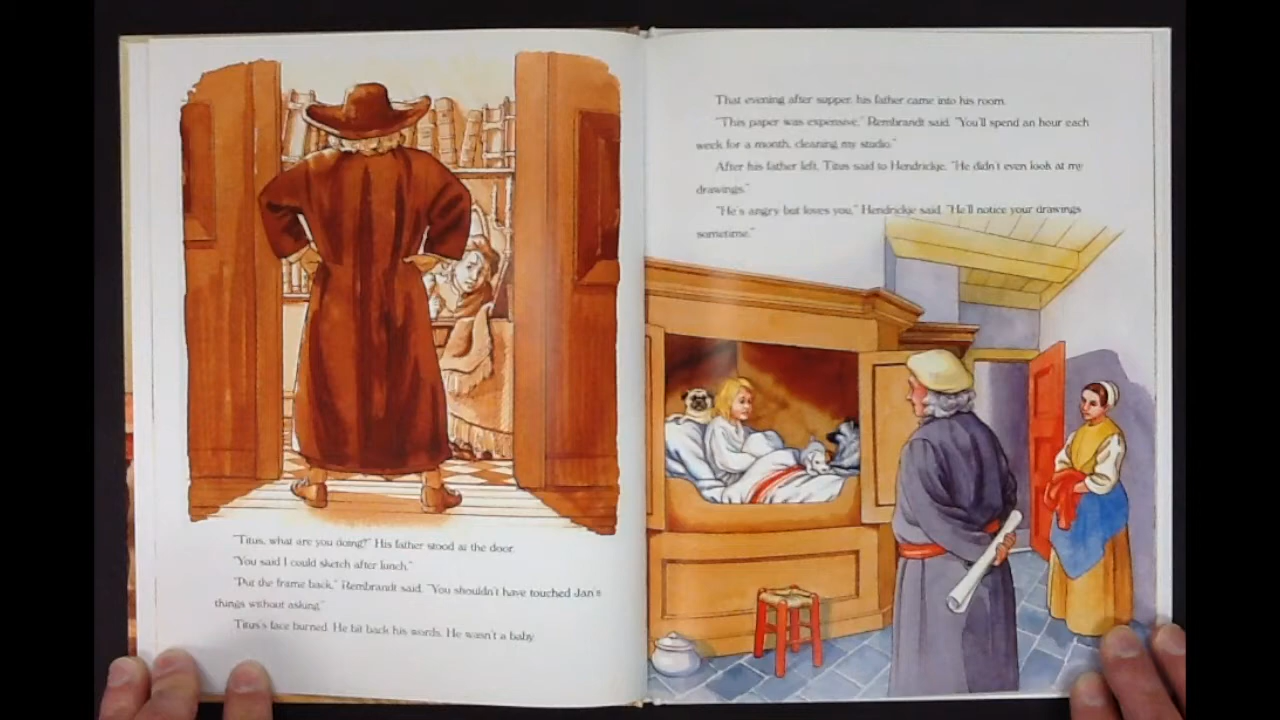 "Titus, what are you doing?" His father stood at the door.
"You said I could sketch after lunch."
"Put the frame back," Rembrandt said. "You shouldn't have touched Jan's
things without asking."
Titus's face burned. He bit back his words. He wasn't a baby.
That evening after supper, his father came into his room.
"This paper was expensive," Rembrandt said. "You'll spend an hour each
week for a month, cleaning my studio."
After his father left, Titus said to Hendrickje, "He didn't even look at my
drawings."
"He's angry but loves you," Hendrickje said. "He'll notice your drawings
sometime."